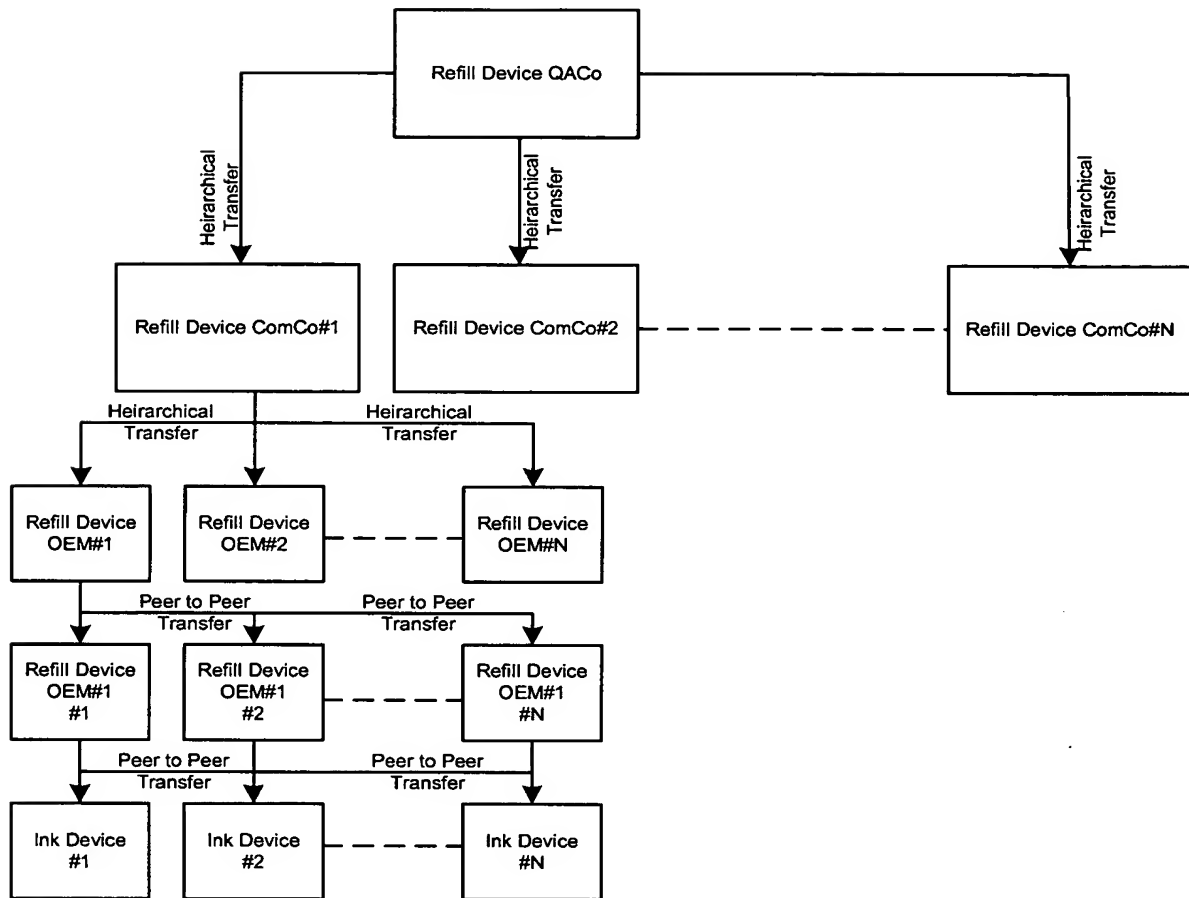 Refill Device QACo
Heirarchical
Transfer
Heirarchical
Transfer
Heirarchical
Transfer
Refill Device ComCo#1
Refill Device ComCo#2
Refill Device ComCo#N
Heirarchical
Transfer
Heirarchical
Transfer
Refill Device
OEM#1
Refill Device
OEM#2
Refill Device
OEM#N
Peer to Peer
Transfer
Peer to Peer
Transfer
Refill Device
OEM#1
#1
Refill Device
OEM#1
#2
Refill Device
OEM#1
#N
Peer to Peer
Transfer
Peer to Peer
Transfer
Ink Device
#1
Ink Device
#2
Ink Device
#N